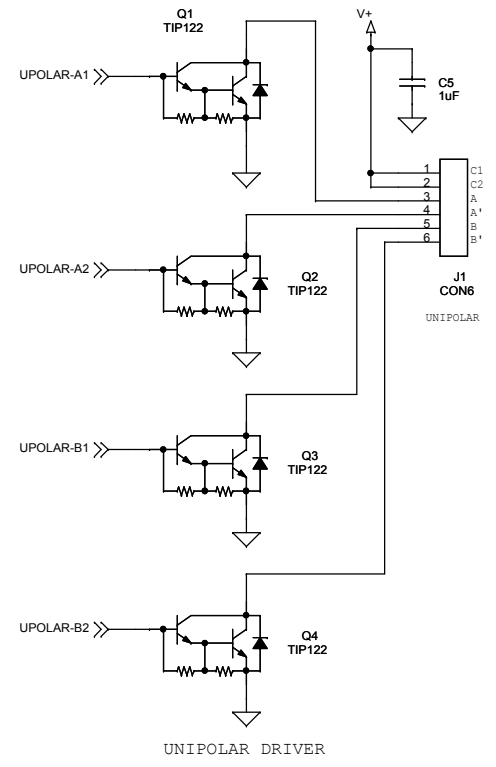 Q1
TIP122
UPOLAR-A1
V+
C5
1uF
1 C1
2 C2
3 A
4 A'
5 B
6 B'
J1
CON6
UNIPOLAR
UPOLAR-A2
Q2
TIP122
UPOLAR-B1
Q3
TIP122
UPOLAR-B2
Q4
TIP122
UNIPOLAR DRIVER